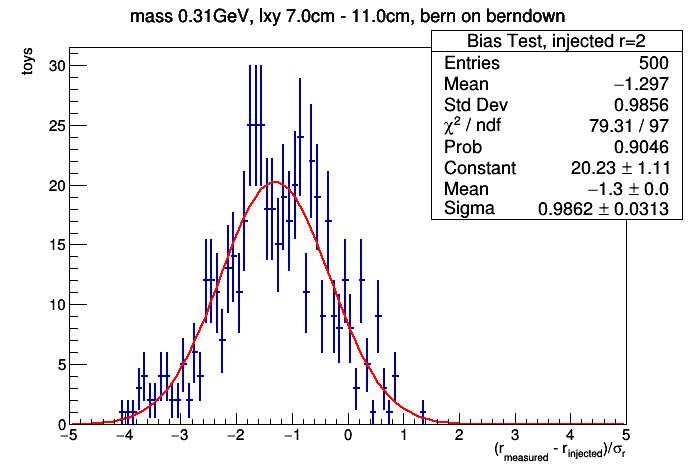 mass 0.31GeV, lxy 7.0cm - 11.0cm, bern on berndown
toys
Bias Test, injected r=2
Entries 500
Mean −1.297
Std Dev 0.9856
χ² / ndf 79.31 / 97
Prob 0.9046
Constant 20.23 ± 1.11
Mean −1.3 ± 0.0
Sigma 0.9862 ± 0.0313
30
25
20
15
10
5
0
−5 −4 −3 −2 −1 0 1 2 3 4 5
(r_measured - r_injected)/σ_r